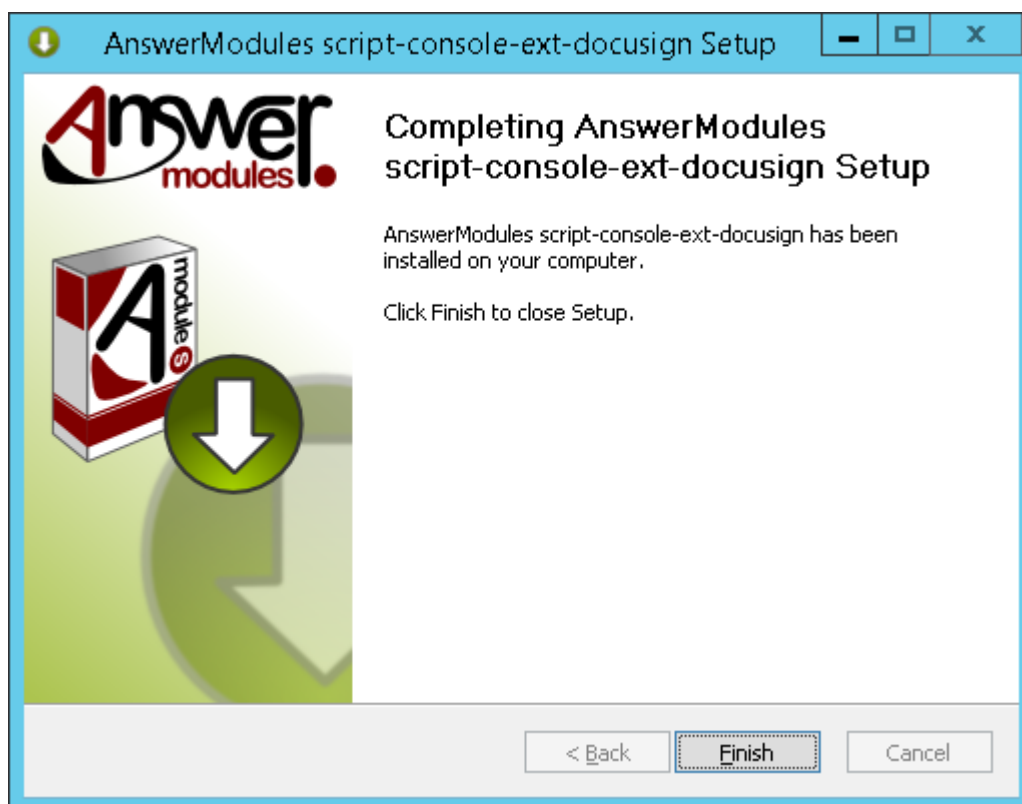 AnswerModules script-console-ext-docusign Setup
Answer
modules
Completing AnswerModules
script-console-ext-docusign Setup
AnswerModules script-console-ext-docusign has been
installed on your computer.
Click Finish to close Setup.
A
module s
< Back
Finish
Cancel